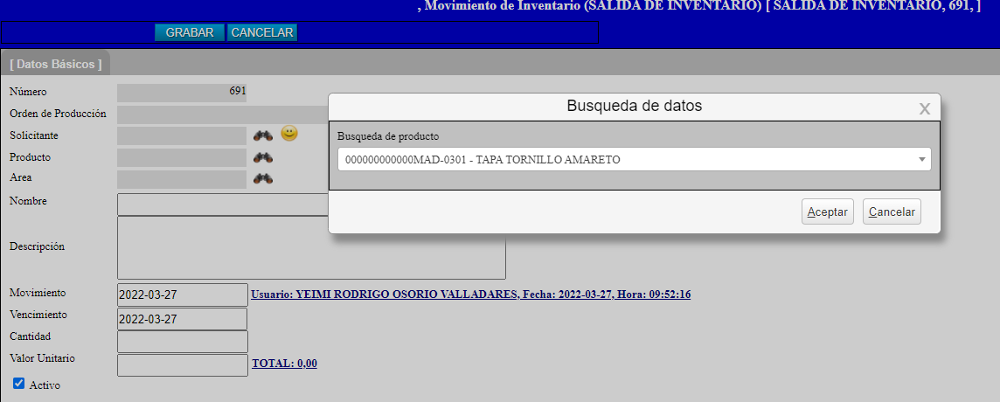 , Movimiento de Inventario (SALIDA DE INVENTARIO) [ SALIDA DE INVENTARIO, 691, ]
GRABAR CANCELAR
[ Datos Básicos ]
Número 691
Orden de Producción
Solicitante
Producto
Area
Nombre
Descripción
Movimiento 2022-03-27 Usuario: YEIMI RODRIGO OSORIO VALLADARES, Fecha: 2022-03-27, Hora: 09:52:16
Vencimiento 2022-03-27
Cantidad
Valor Unitario TOTAL: 0,00
Activo
Busqueda de datos X
Busqueda de producto
000000000000MAD-0301 - TAPA TORNILLO AMARETO
Aceptar Cancelar